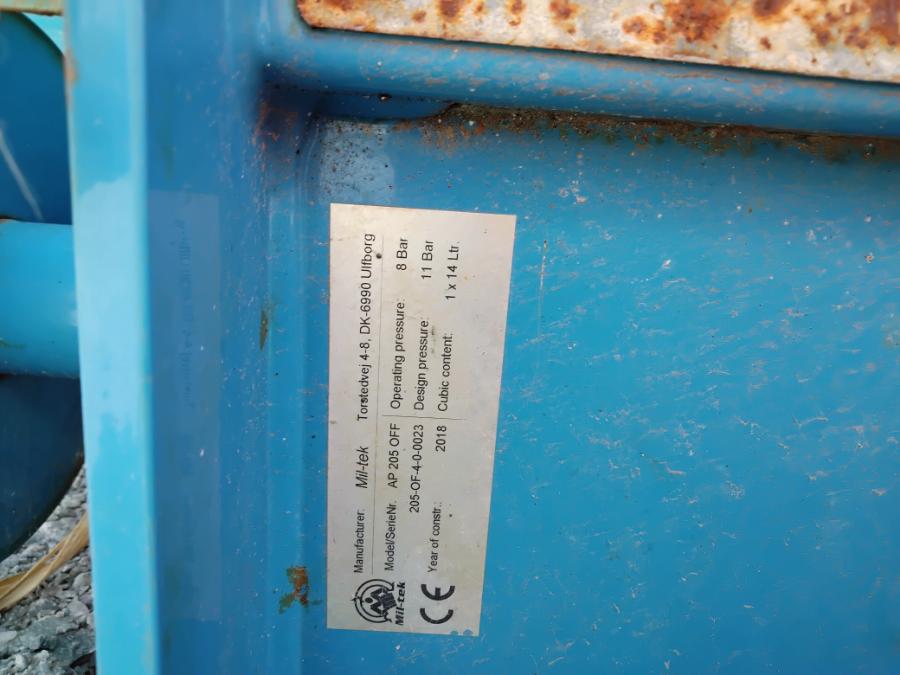 Manufacturer: Mil-tek Torstedvej 4-8, DK-6990 Ulfborg
Model/SerieNr. AP 205 OFF Operating pressure: 8 Bar
205-OF-4-0-0023 Design pressure: 11 Bar
Year of constr.: 2018 Cubic content: 1 x 14 Ltr.
Mil-tek
CE